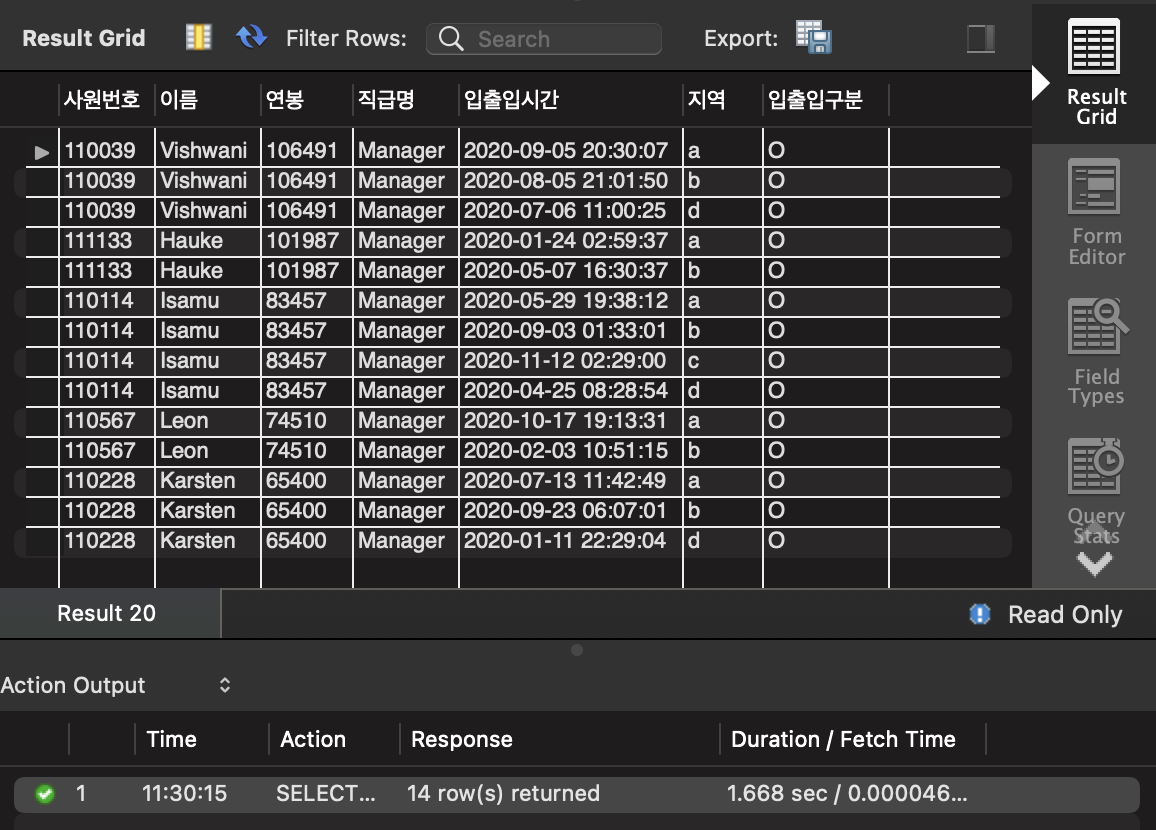 Result Grid Filter Rows: Search Export:
Result Grid
Form Editor
Field Types
Query Stats
사원번호 이름 연봉 직급명 입출입시간 지역 입출입구분
110039 Vishwani 106491 Manager 2020-09-05 20:30:07 a O
110039 Vishwani 106491 Manager 2020-08-05 21:01:50 b O
110039 Vishwani 106491 Manager 2020-07-06 11:00:25 d O
111133 Hauke 101987 Manager 2020-01-24 02:59:37 a O
111133 Hauke 101987 Manager 2020-05-07 16:30:37 b O
110114 Isamu 83457 Manager 2020-05-29 19:38:12 a O
110114 Isamu 83457 Manager 2020-09-03 01:33:01 b O
110114 Isamu 83457 Manager 2020-11-12 02:29:00 c O
110114 Isamu 83457 Manager 2020-04-25 08:28:54 d O
110567 Leon 74510 Manager 2020-10-17 19:13:31 a O
110567 Leon 74510 Manager 2020-02-03 10:51:15 b O
110228 Karsten 65400 Manager 2020-07-13 11:42:49 a O
110228 Karsten 65400 Manager 2020-09-23 06:07:01 b O
110228 Karsten 65400 Manager 2020-01-11 22:29:04 d O
Result 20 Read Only
Action Output
Time Action Response Duration / Fetch Time
1 11:30:15 SELECT... 14 row(s) returned 1.668 sec / 0.000046...